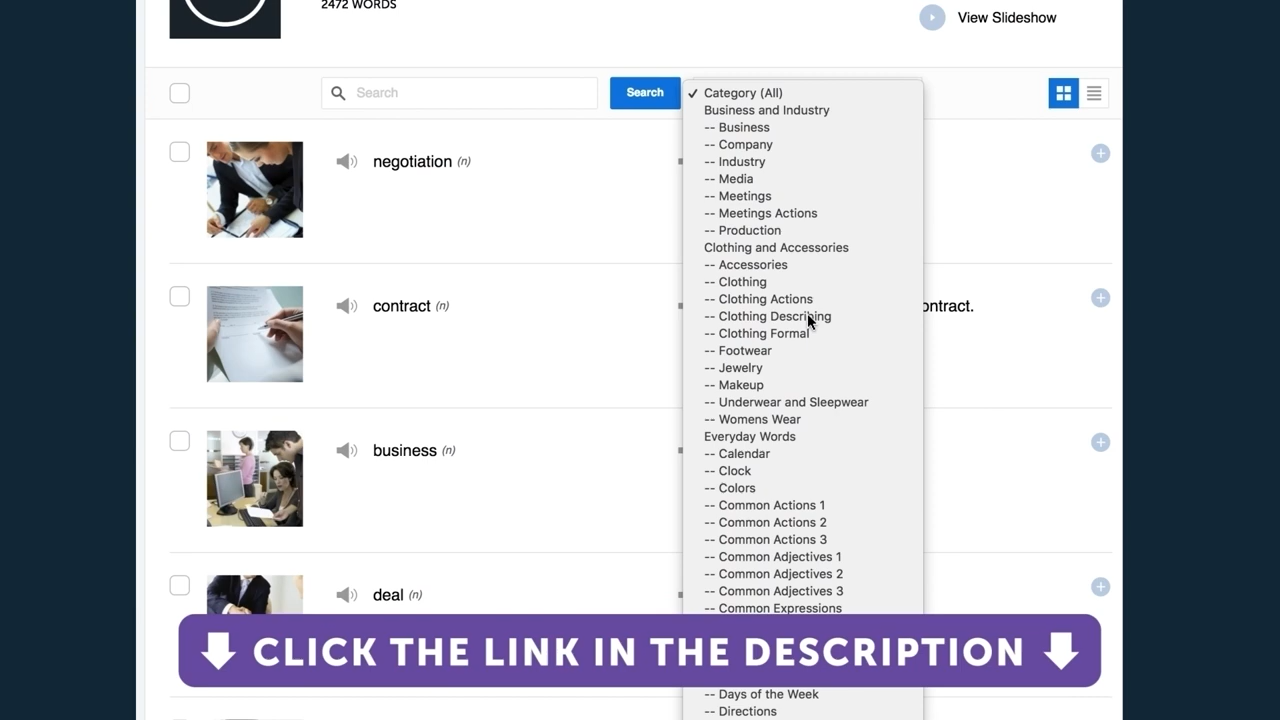 2472 WORDS
View Slideshow
Search
Search
negotiation (n)
contract (n)
ontract.
business (n)
deal (n)
✓ Category (All)
Business and Industry
-- Business
-- Company
-- Industry
-- Media
-- Meetings
-- Meetings Actions
-- Production
Clothing and Accessories
-- Accessories
-- Clothing
-- Clothing Actions
-- Clothing Describing
-- Clothing Formal
-- Footwear
-- Jewelry
-- Makeup
-- Underwear and Sleepwear
-- Womens Wear
Everyday Words
-- Calendar
-- Clock
-- Colors
-- Common Actions 1
-- Common Actions 2
-- Common Actions 3
-- Common Adjectives 1
-- Common Adjectives 2
-- Common Adjectives 3
-- Common Expressions
CLICK THE LINK IN THE DESCRIPTION
-- Days of the Week
-- Directions